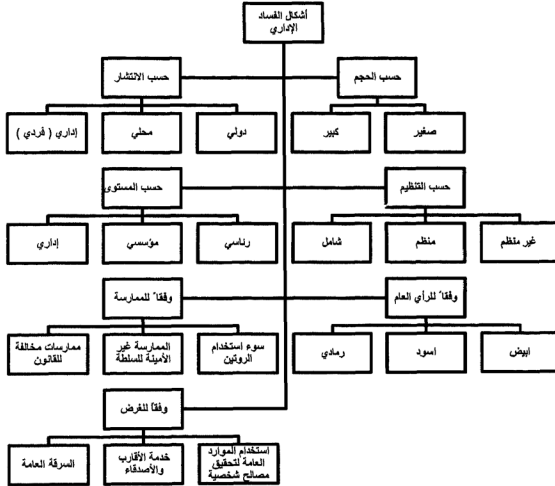 أشكال الفساد
الإداري
حسب الحجم
حسب الانتشار
صغير
كبير
دولي
محلي
إداري ( فردي )
حسب التنظيم
حسب المستوى
غير منظم
منظم
شامل
رئاسي
مؤسسي
إداري
وفقاً للرأي العام
وفقاً للممارسة
ابيض
اسود
رمادي
سوء استخدام
الروتين
الممارسة غير
الأمينة للسلطة
ممارسات مخالفة
للقانون
وفقاً للغرض
استخدام الموارد
العامة لتحقيق
مصالح شخصية
خدمة الأقارب
والأصدقاء
السرقة العامة